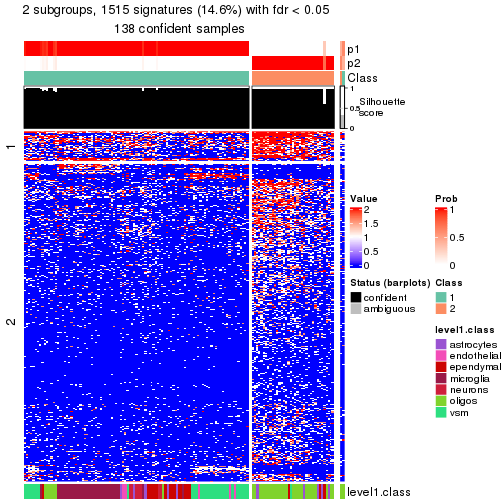 2 subgroups, 1515 signatures (14.6%) with fdr < 0.05
138 confident samples
p1
p2
Class
1
0.5
0
Silhouette
score
1
2
Value
2
1.5
1
0.5
0
Prob
1
0.5
0
Status (barplots)
confident
ambiguous
Class
1
2
level1.class
astrocytes
endothelial
ependymal
microglia
neurons
oligos
vsm
level1.class